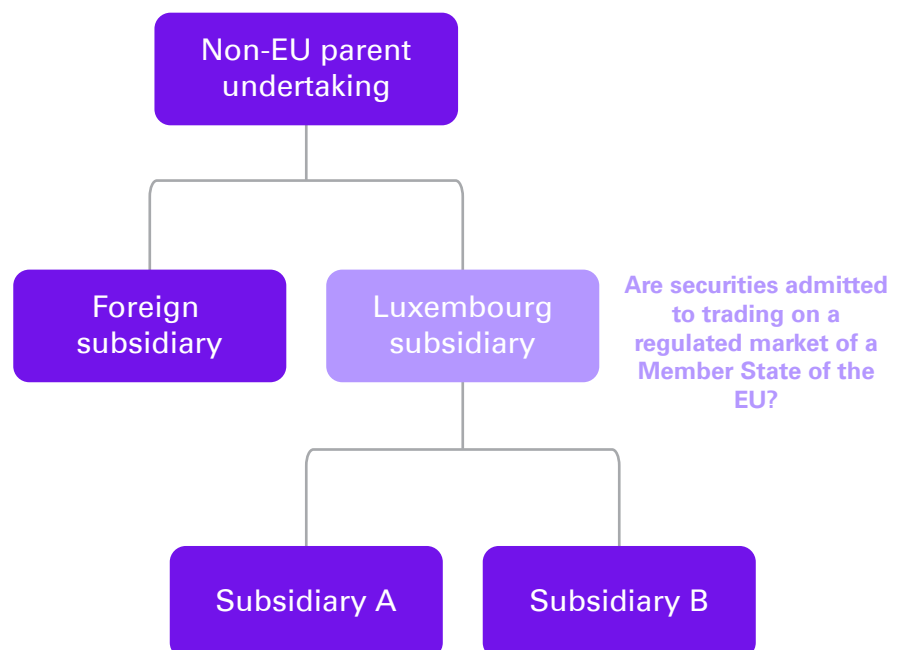 Non-EU parent
undertaking
Foreign
subsidiary
Luxembourg
subsidiary
Are securities admitted
to trading on a
regulated market of a
Member State of the
EU?
Subsidiary A
Subsidiary B